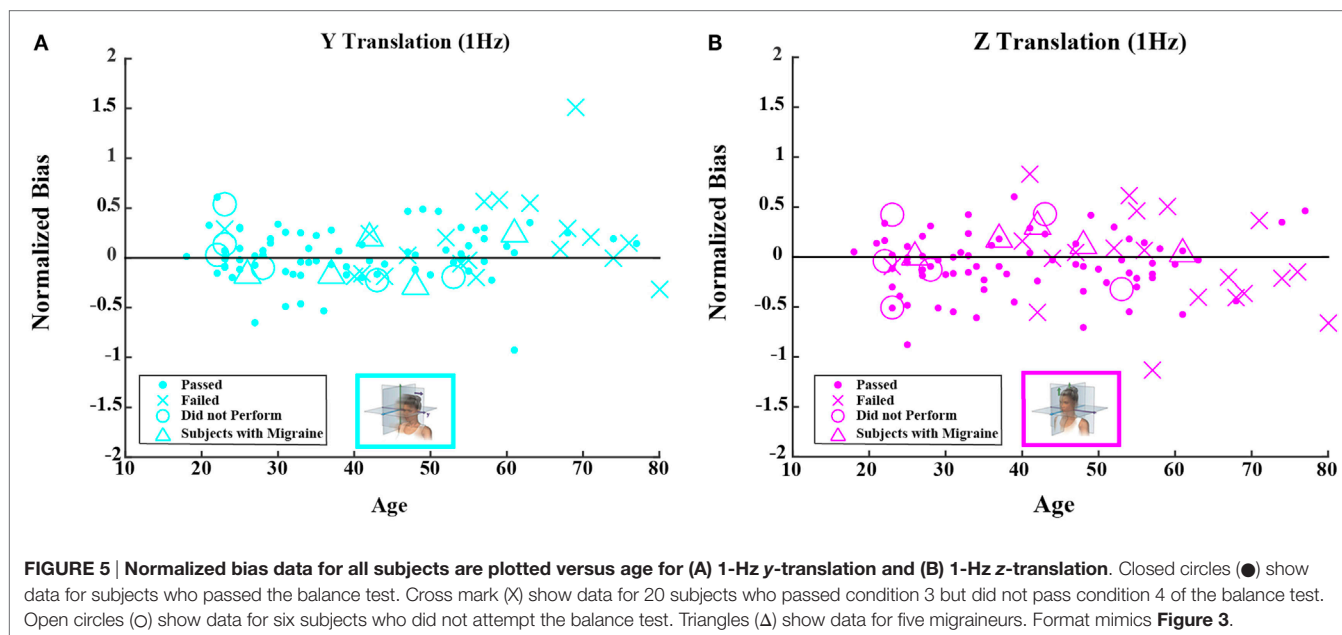 A
Y Translation (1Hz)
Normalized Bias
2
1.5
1
0.5
0
-0.5
-1
-1.5
-2
Passed
Failed
Did not Perform
Subjects with Migraine
10 20 30 40 50 60 70 80
Age
B
Z Translation (1Hz)
Normalized Bias
2
1.5
1
0.5
0
-0.5
-1
-1.5
-2
Passed
Failed
Did not Perform
Subjects with Migraine
10 20 30 40 50 60 70 80
Age
FIGURE 5 | Normalized bias data for all subjects are plotted versus age for (A) 1-Hz y-translation and (B) 1-Hz z-translation. Closed circles (●) show
data for subjects who passed the balance test. Cross mark (X) show data for 20 subjects who passed condition 3 but did not pass condition 4 of the balance test.
Open circles (○) show data for six subjects who did not attempt the balance test. Triangles (Δ) show data for five migraineurs. Format mimics Figure 3.